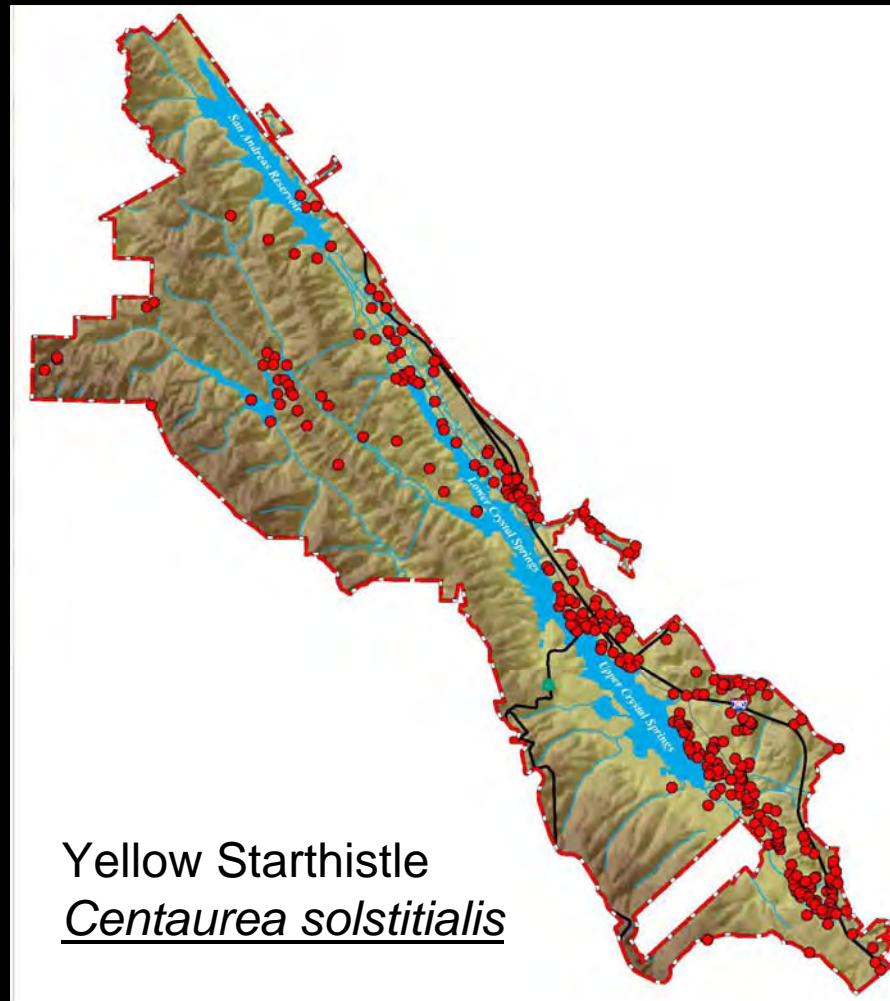 San Andreas Reservoir
Lower Crystal Springs
Upper Crystal Springs
Yellow Starthistle
Centaurea solstitialis